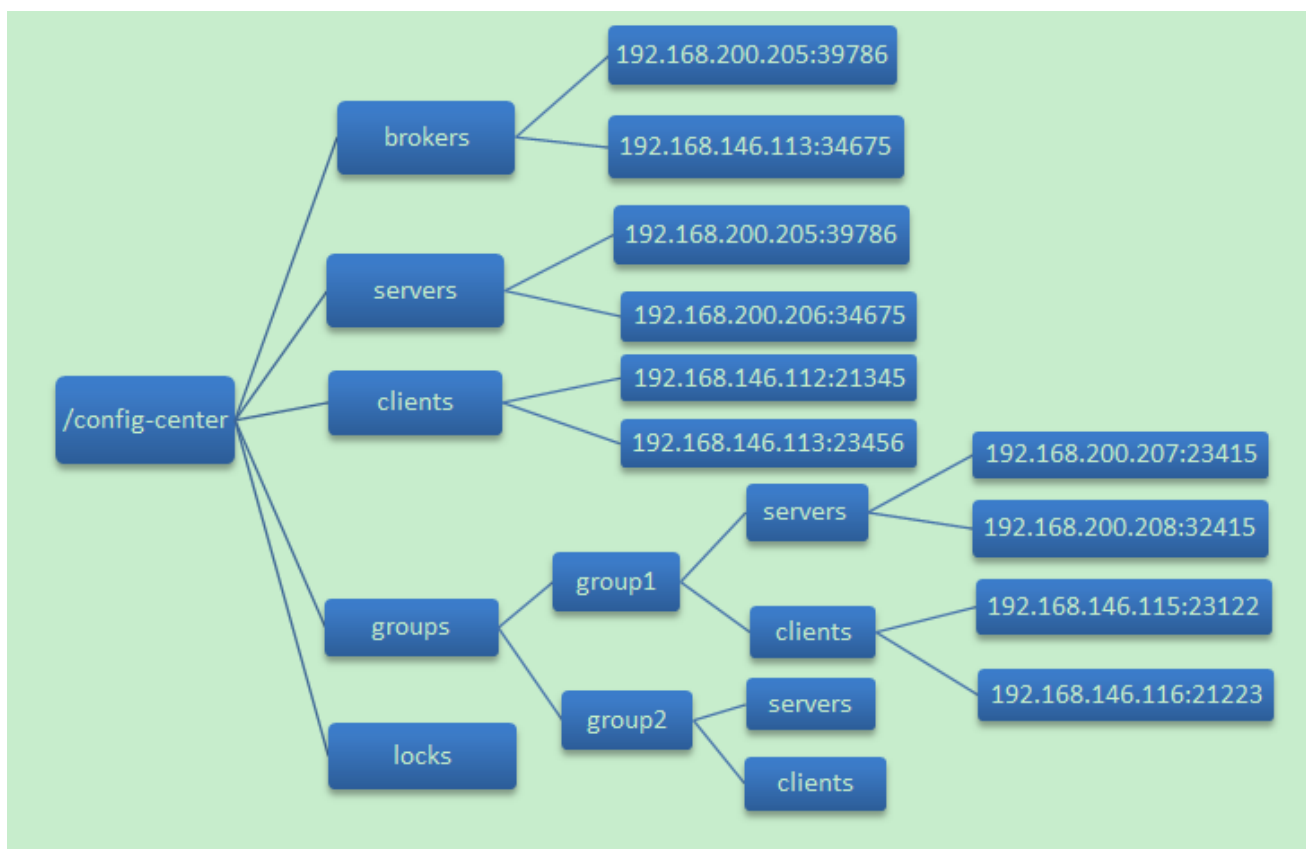 /config-center
brokers
192.168.200.205:39786
192.168.146.113:34675
servers
192.168.200.205:39786
192.168.200.206:34675
clients
192.168.146.112:21345
192.168.146.113:23456
groups
group1
servers
192.168.200.207:23415
192.168.200.208:32415
clients
192.168.146.115:23122
192.168.146.116:21223
group2
servers
clients
locks